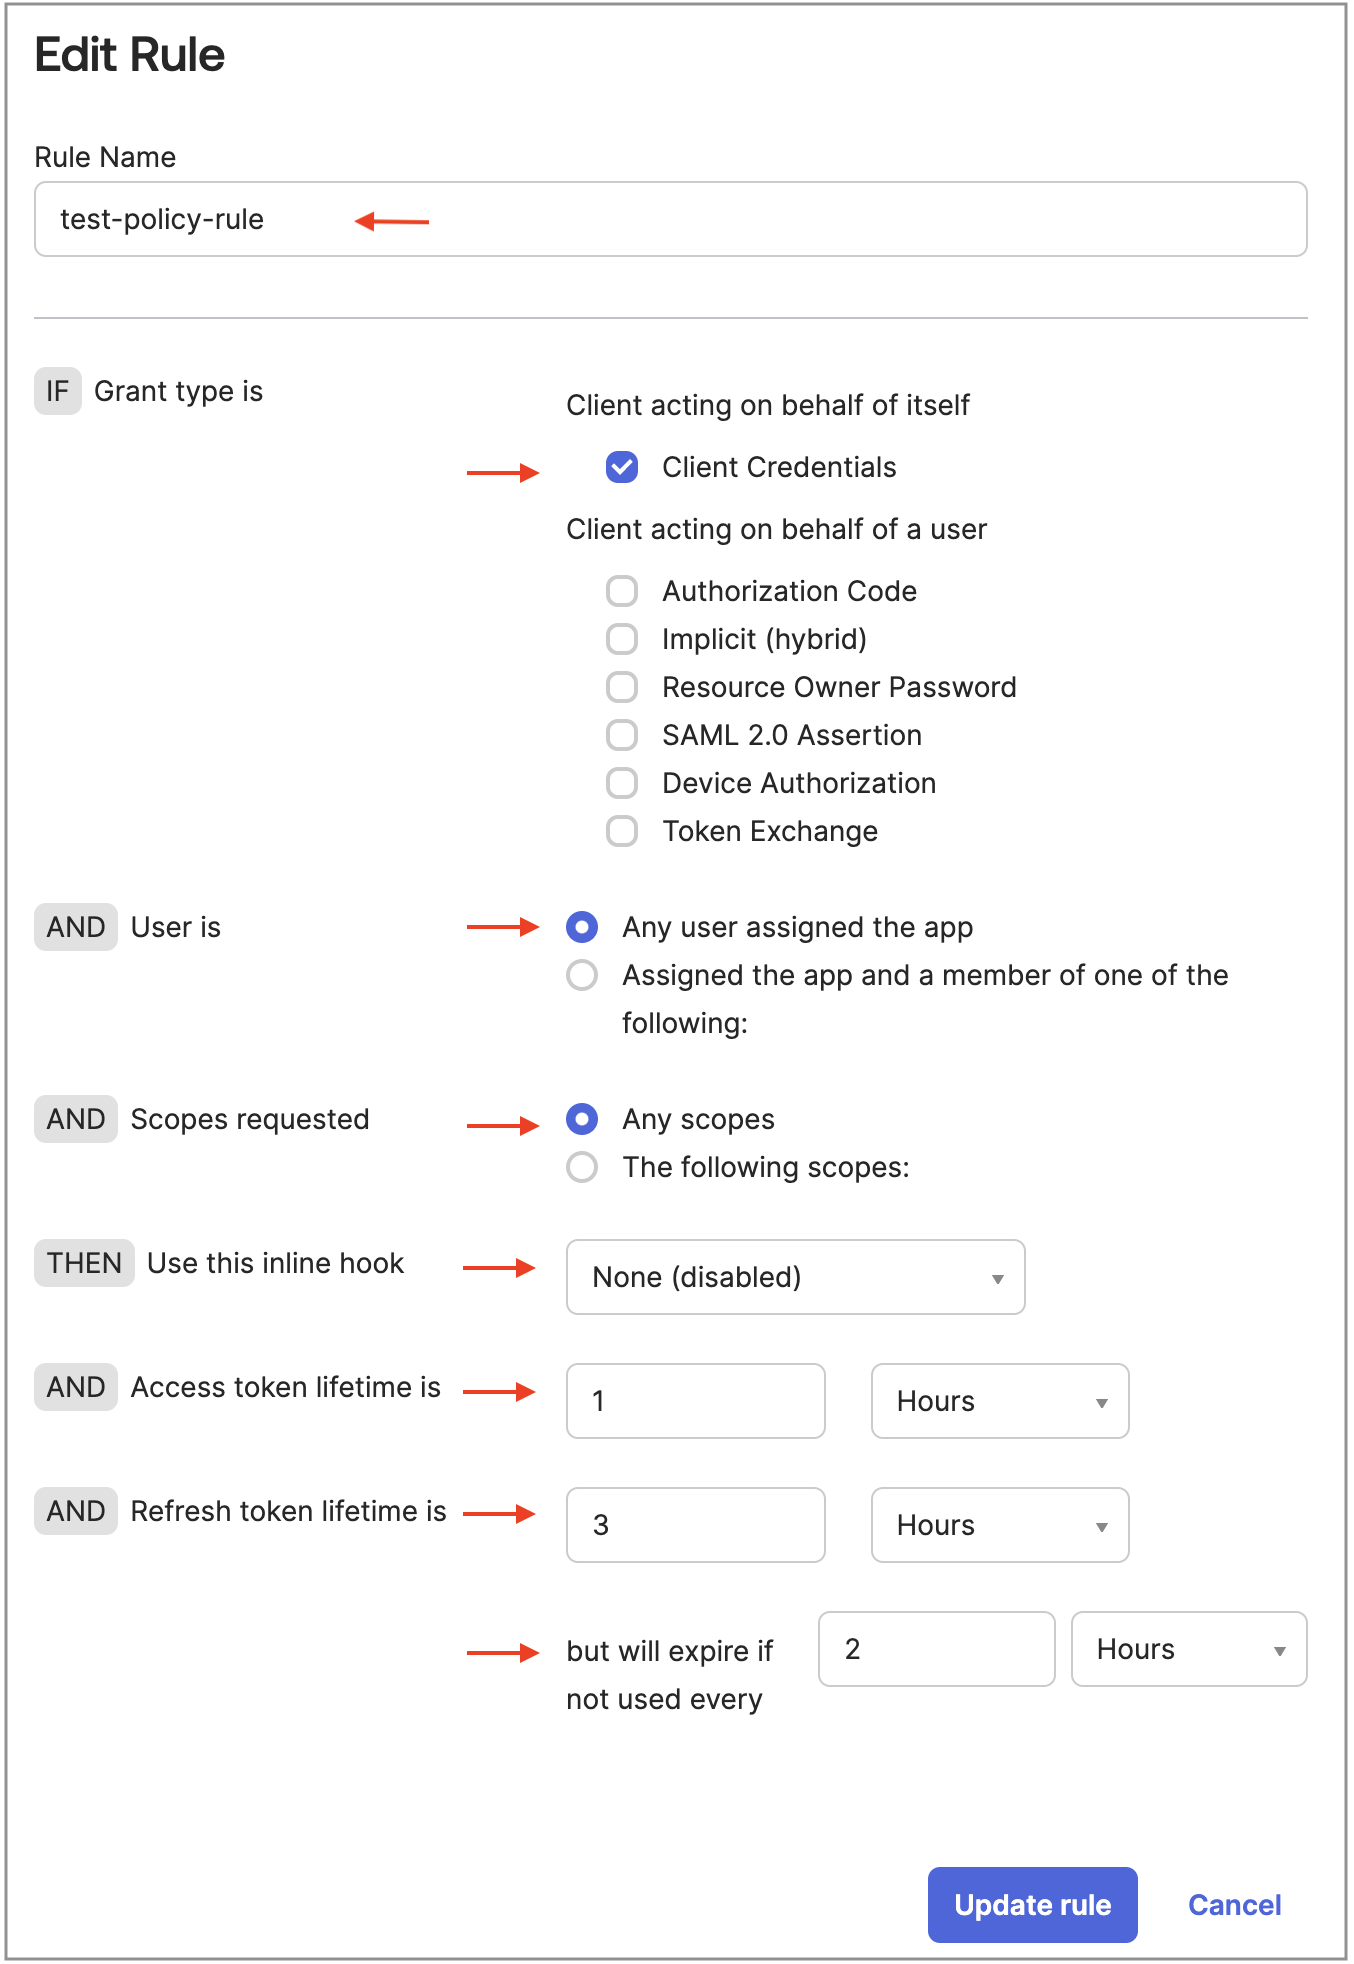 Edit Rule
Rule Name
test-policy-rule
IF Grant type is
Client acting on behalf of itself
Client Credentials
Client acting on behalf of a user
Authorization Code
Implicit (hybrid)
Resource Owner Password
SAML 2.0 Assertion
Device Authorization
Token Exchange
AND User is
Any user assigned the app
Assigned the app and a member of one of the
following:
AND Scopes requested
Any scopes
The following scopes:
THEN Use this inline hook
None (disabled)
AND Access token lifetime is
1 Hours
AND Refresh token lifetime is
3 Hours
but will expire if 2 Hours
not used every
Update rule Cancel